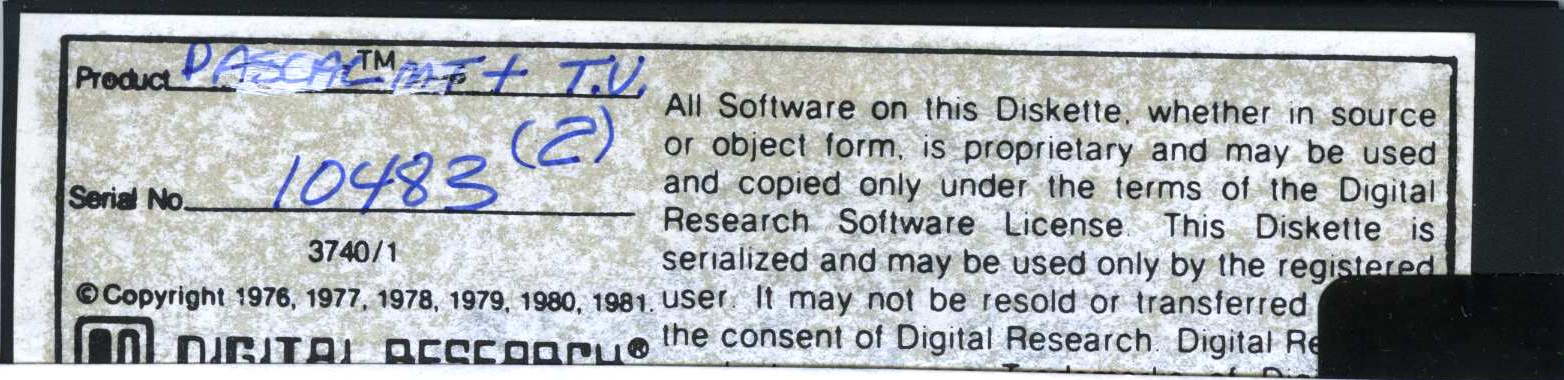 Product PASCAL™ MT + T.U.
(2)
Serial No. 10483
3740/1
© Copyright 1976, 1977, 1978, 1979, 1980, 1981.
DIGITAL RESEARCH®
All Software on this Diskette, whether in source
or object form, is proprietary and may be used
and copied only under the terms of the Digital
Research Software License. This Diskette is
serialized and may be used only by the registered
user. It may not be resold or transferred
the consent of Digital Research. Digital Re